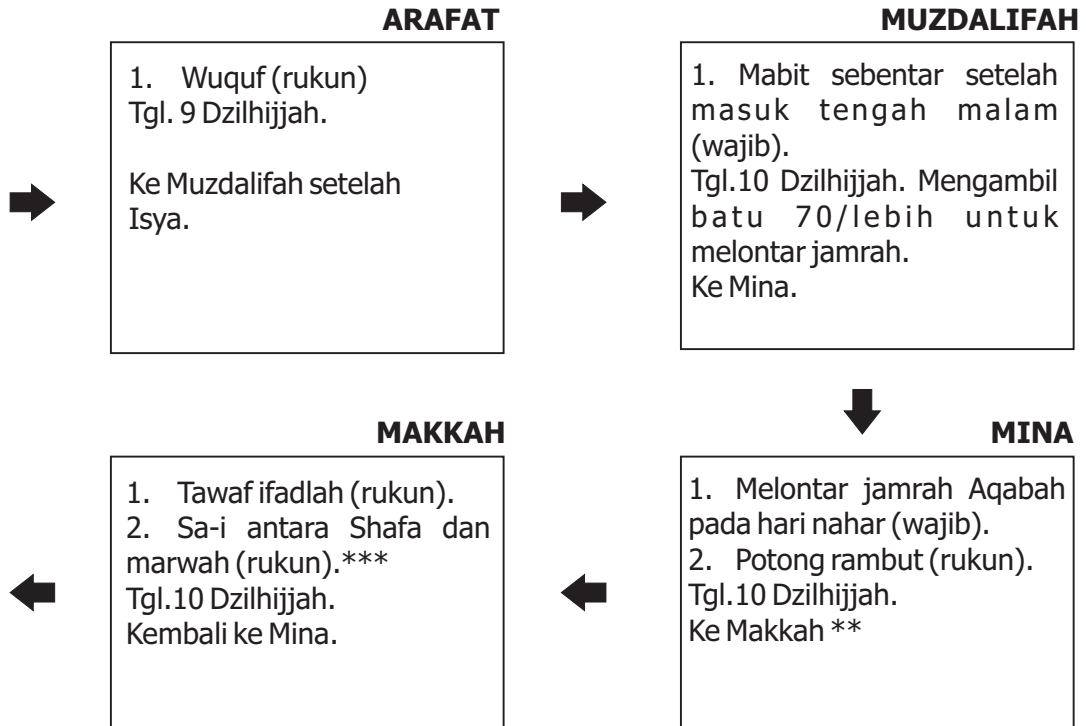 ARAFAT
1. Wuquf (rukun)
Tgl. 9 Dzilhijjah.
Ke Muzdalifah setelah
Isya.
MUZDALIFAH
1. Mabit sebentar setelah
masuk tengah malam
(wajib).
Tgl.10 Dzilhijjah. Mengambil
batu 70/lebih untuk
melontar jamrah.
Ke Mina.
MINA
1. Melontar jamrah Aqabah
pada hari nahar (wajib).
2. Potong rambut (rukun).
Tgl.10 Dzilhijjah.
Ke Makkah **
MAKKAH
1. Tawaf ifadlah (rukun).
2. Sa-i antara Shafa dan
marwah (rukun).***
Tgl.10 Dzilhijjah.
Kembali ke Mina.